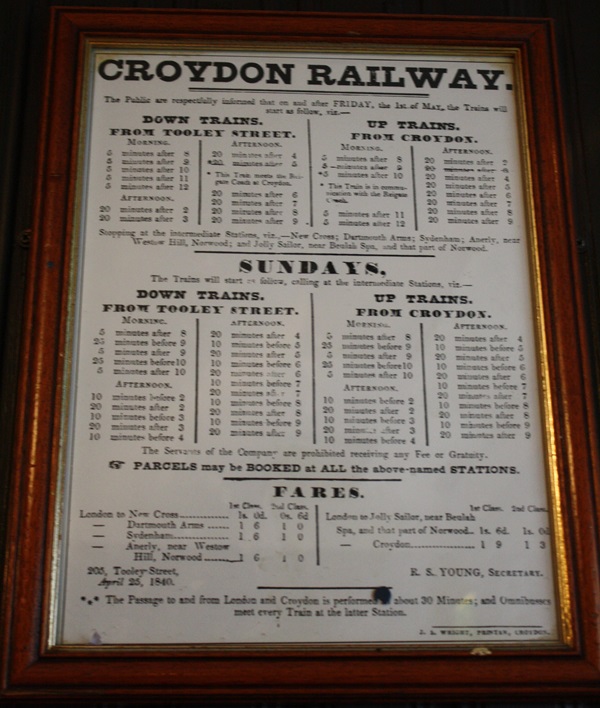 CROYDON RAILWAY.
The Public are respectfully informed that on and after FRIDAY, the 1st of MAY, the Trains will
start as follow, viz.—
DOWN TRAINS.
FROM TOOLEY STREET.
MORNING.
5 minutes after 8
5 minutes after 9
5 minutes after 10
5 minutes after 11
5 minutes after 12
AFTERNOON.
20 minutes after 2
20 minutes after 3
AFTERNOON.
20 minutes after 4
minutes after 5
* This Train meets the Rei-
gate Coach at Croydon.
20 minutes after 6
20 minutes after 7
20 minutes after 8
20 minutes after 9
UP TRAINS.
FROM CROYDON.
MORNING.
5 minutes after 8
5 minutes after 9
*5 minutes after 10
* The Train is in commu-
nication with the Reigate
Coach.
5 minutes after 11
5 minutes after 12
AFTERNOON.
20 minutes after 2
20 minutes after
20 minutes after 4
20 minutes after 5
20 minutes after 6
20 minutes after 7
20 minutes after 8
20 minutes after 9
Stopping at the intermediate Stations, viz.,—New Cross; Dartmouth Arms; Sydenham; Anerly, near
Westow Hill, Norwood; and Jolly Sailor, near Beulah Spa, and that part of Norwood.
SUNDAYS,
The Trains will start as follow, calling at the intermediate Stations, viz.—
DOWN TRAINS.
FROM TOOLEY STREET.
MORNING.
5 minutes after 8
25 minutes before 9
5 minutes after 9
25 minutes before 10
5 minutes after 10
AFTERNOON.
10 minutes before 2
20 minutes after 2
10 minutes before 3
20 minutes after 3
10 minutes before 4
AFTERNOON.
20 minutes after 4
10 minutes before 5
20 minutes after 5
10 minutes before 6
20 minutes after 6
10 minutes before 7
20 minutes after 7
10 minutes before 8
20 minutes after 8
10 minutes before 9
20 minutes after 9
UP TRAINS.
FROM CROYDON.
MORNING.
5 minutes after 8
25 minutes before 9
5 minutes after 9
25 minutes before 10
5 minutes after 10
AFTERNOON.
10 minutes before 2
20 minutes after 2
10 minutes before 3
20 minutes after 3
10 minutes before 4
AFTERNOON.
20 minutes after 4
10 minutes before 5
20 minutes after 5
10 minutes before 6
20 minutes after 6
10 minutes before 7
20 minutes after 7
10 minutes before 8
20 minutes after 8
10 minutes before 9
20 minutes after 9
The Servants of the Company are prohibited receiving any Fee or Gratuity.
☞ PARCELS may be BOOKED at ALL the above-named STATIONS.
FARES.
1st Class. 2nd Class.
London to New Cross 1s. 0d. 0s. 6d
— Dartmouth Arms 1 6 1 0
— Sydenham 1 6 1 0
— Anerly, near Westow
Hill, Norwood 1 6 1 0
1st Class. 2nd Class.
London to Jolly Sailor, near Beulah
Spa, and that part of Norwood.. 1s. 6d. 1s. 0d
— Croydon 1 9 1 3
205, Tooley-Street,
April 25, 1840.
R. S. YOUNG, SECRETARY.
*** The Passage to and from London and Croydon is performed about 30 Minutes; and Omnibusses
meet every Train at the latter Station.
J. S. WRIGHT, PRINTER, CROYDON.